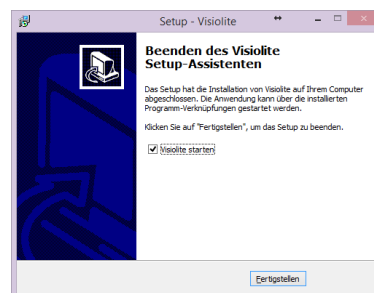 Setup - Visiolite
Beenden des Visiolite
Setup-Assistenten
Das Setup hat die Installation von Visiolite auf Ihrem Computer
abgeschlossen. Die Anwendung kann über die installierten
Programm-Verknüpfungen gestartet werden.
Klicken Sie auf "Fertigstellen", um das Setup zu beenden.
Visiolite starten
Fertigstellen